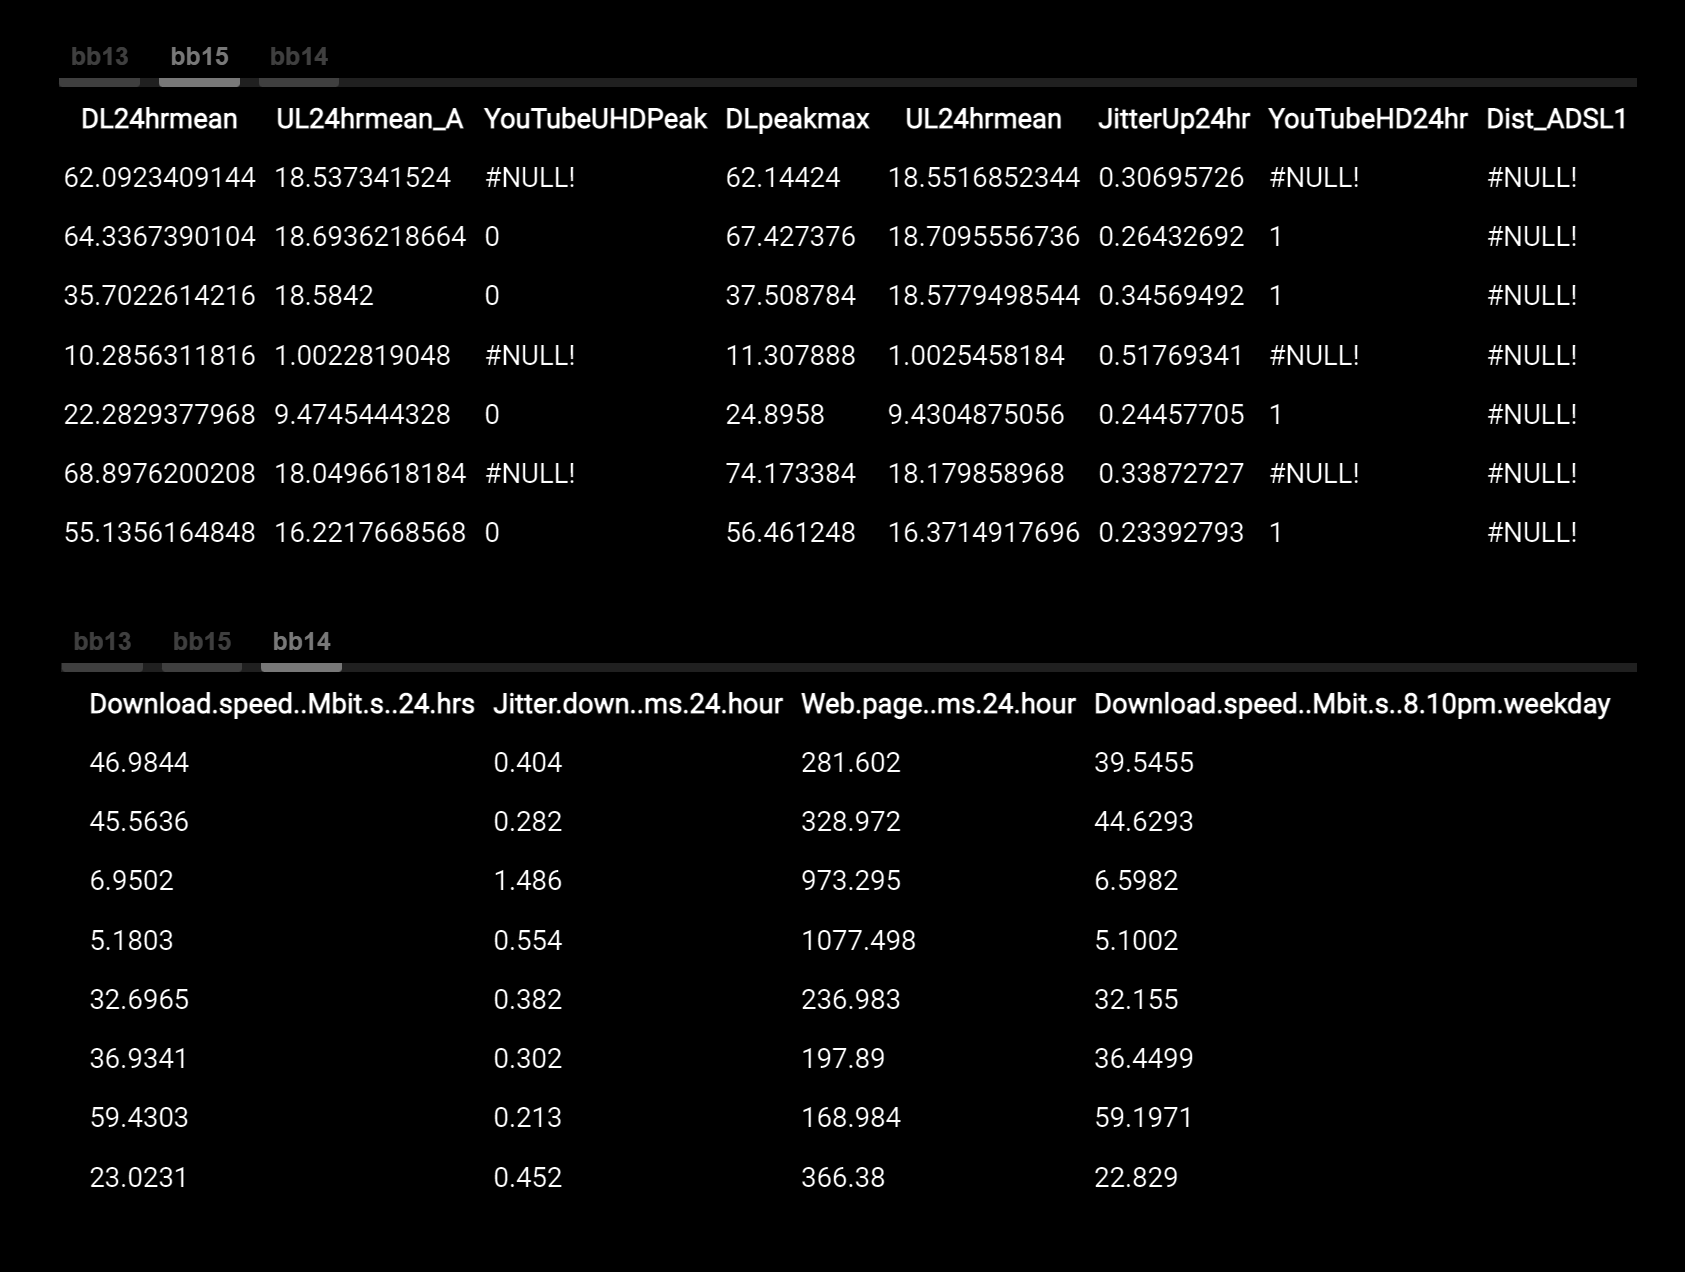 bb13 bb15 bb14
DL24hrmean UL24hrmean_A YouTubeUHDPeak DLpeakmax UL24hrmean JitterUp24hr YouTubeHD24hr Dist_ADSL1
62.0923409144 18.537341524 #NULL! 62.14424 18.5516852344 0.30695726 #NULL! #NULL!
64.3367390104 18.6936218664 0 67.427376 18.7095556736 0.26432692 1 #NULL!
35.7022614216 18.5842 0 37.508784 18.5779498544 0.34569492 1 #NULL!
10.2856311816 1.0022819048 #NULL! 11.307888 1.0025458184 0.51769341 #NULL! #NULL!
22.2829377968 9.4745444328 0 24.8958 9.4304875056 0.24457705 1 #NULL!
68.8976200208 18.0496618184 #NULL! 74.173384 18.179858968 0.33872727 #NULL! #NULL!
55.1356164848 16.2217668568 0 56.461248 16.3714917696 0.23392793 1 #NULL!
bb13 bb15 bb14
Download.speed..Mbit.s..24.hrs Jitter.down..ms.24.hour Web.page..ms.24.hour Download.speed..Mbit.s..8.10pm.weekday
46.9844 0.404 281.602 39.5455
45.5636 0.282 328.972 44.6293
6.9502 1.486 973.295 6.5982
5.1803 0.554 1077.498 5.1002
32.6965 0.382 236.983 32.155
36.9341 0.302 197.89 36.4499
59.4303 0.213 168.984 59.1971
23.0231 0.452 366.38 22.829